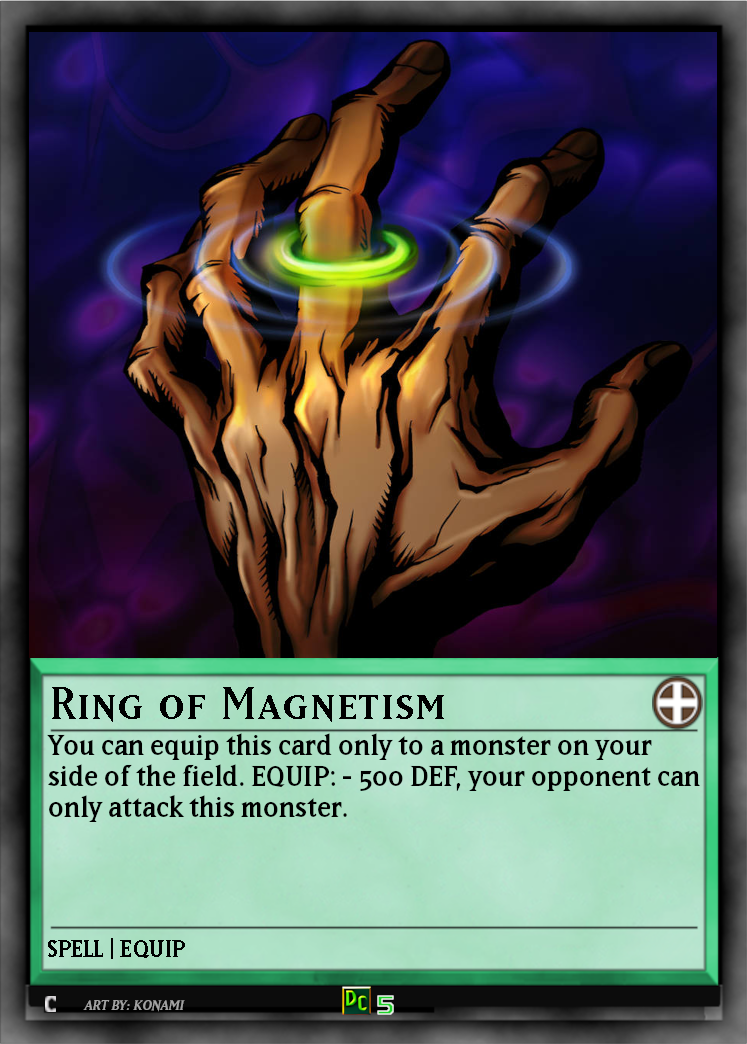 Ring of Magnetism
You can equip this card only to a monster on your
side of the field. EQUIP: - 500 DEF, your opponent can
only attack this monster.
SPELL | EQUIP
C ART BY: KONAMI DC 5